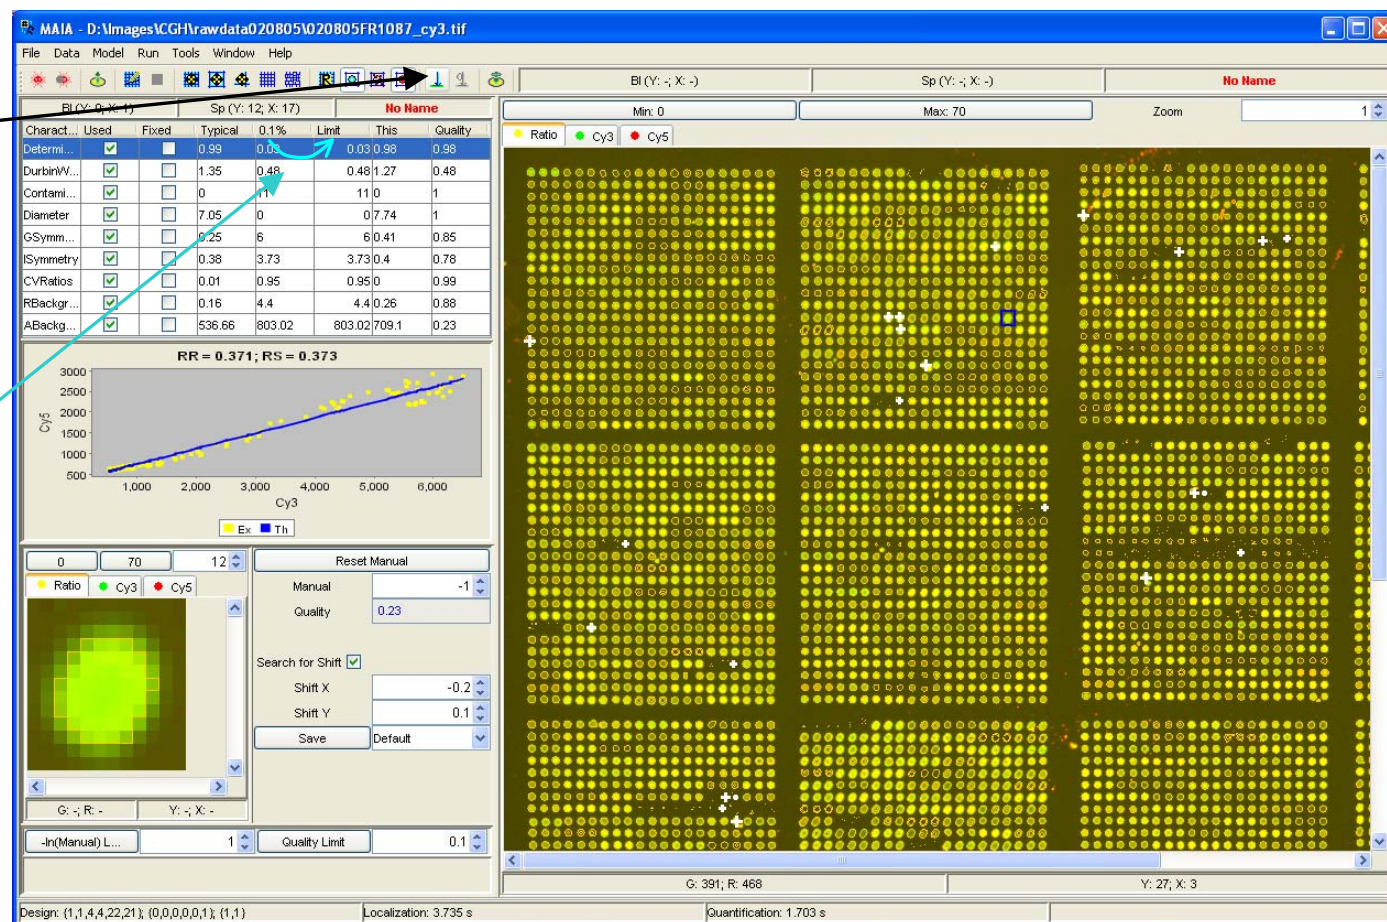 MAIA - D:\Images\CGH\rawdata020805\020805FR1087_cy3.tif
File Data Model Run Tools Window Help
Bl (Y: -; X: -) Sp (Y: -; X: -) No Name
Bl (Y: 0; X: 1) Sp (Y: 12; X: 17) No Name
Charact... Used Fixed Typical 0.1% Limit This Quality
Determi... 0.99 0.03 0.03 0.98 0.98
DurbinW... 1.35 0.48 0.48 1.27 0.48
Contami... 0 11 11 0 1
Diameter 7.05 0 0 7.74 1
GSymm... 0.25 6 6 0.41 0.85
ISymmetry 0.38 3.73 3.73 0.4 0.78
CVRatios 0.01 0.95 0.95 0 0.99
RBackgr... 0.16 4.4 4.4 0.26 0.88
ABackg... 536.66 803.02 803.02 709.1 0.23
RR = 0.371; RS = 0.373
3000
2500
2000
1500
1000
500
Cy5
1,000 2,000 3,000 4,000 5,000 6,000
Cy3
Ex Th
0 70 12
Ratio Cy3 Cy5
G: -; R: - Y: -; X: -
Reset Manual
Manual -1
Quality 0.23
Search for Shift
Shift X -0.2
Shift Y 0.1
Save Default
-ln(Manual) L... 1 Quality Limit 0.1
Min: 0 Max: 70 Zoom 1
Ratio Cy3 Cy5
G: 391; R: 468 Y: 27; X: 3
Design: (1,1,4,4,22,21); (0,0,0,0,0,1); (1,1) Localization: 3.735 s Quantification: 1.703 s